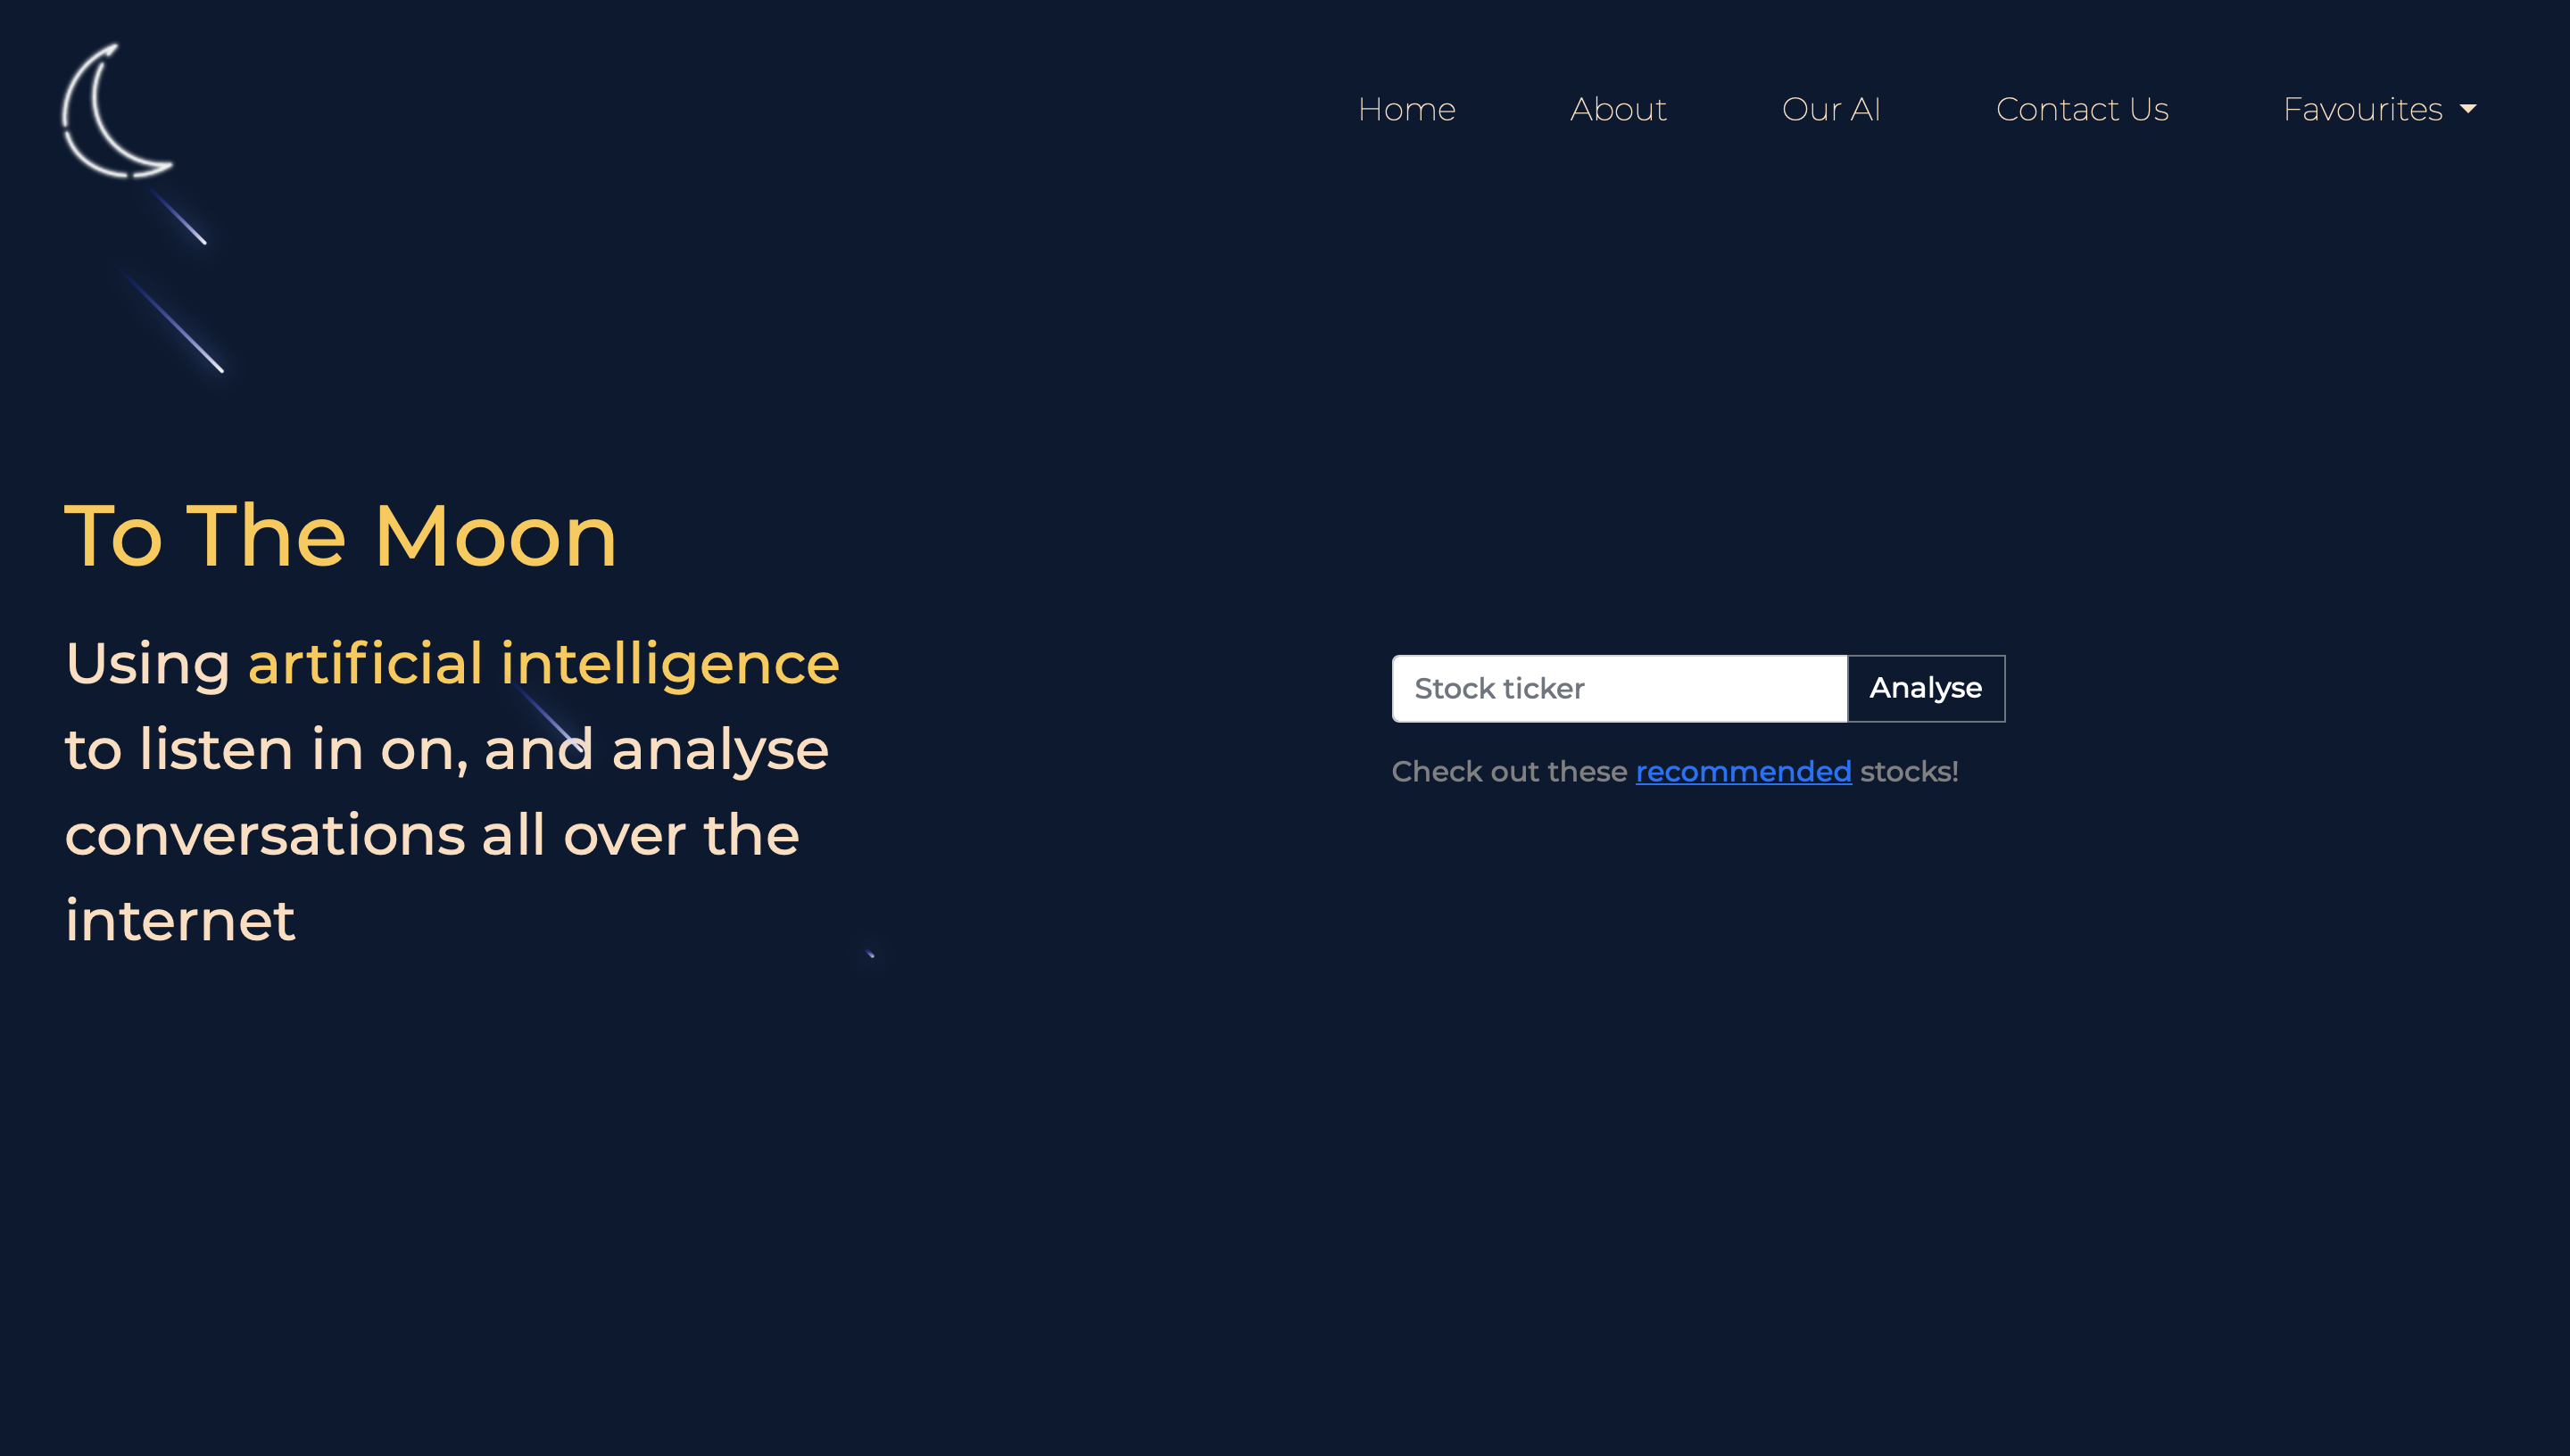 Home About Our AI Contact Us Favourites
To The Moon
Using artificial intelligence
to listen in on, and analyse
conversations all over the
internet
Stock ticker Analyse
Check out these recommended stocks!